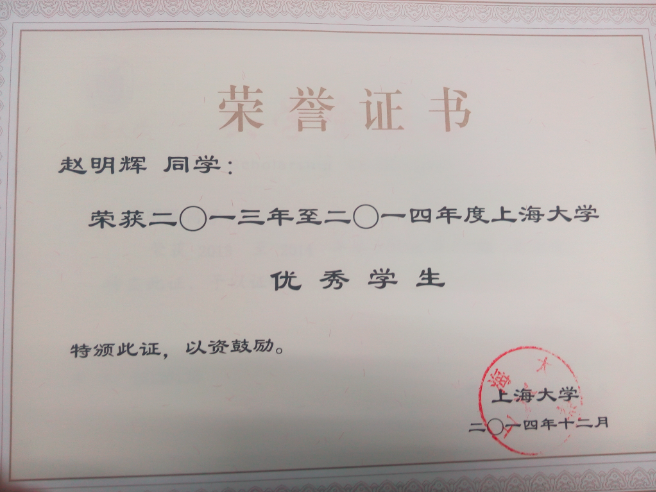 荣誉证书
赵明辉 同学：
荣获二〇一三年至二〇一四年度上海大学
优秀学生
特颁此证，以资鼓励。
上海大学
二〇一四年十二月